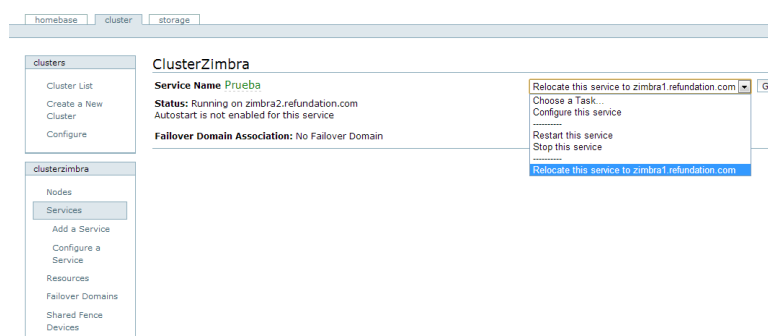 homebase cluster storage
clusters
Cluster List
Create a New
Cluster
Configure
clusterzimbra
Nodes
Services
Add a Service
Configure a
Service
Resources
Failover Domains
Shared Fence
Devices
ClusterZimbra
Service Name Prueba
Status: Running on zimbra2.refundation.com
Autostart is not enabled for this service
Failover Domain Association: No Failover Domain
Relocate this service to zimbra1.refundation.com G
Choose a Task...
Configure this service
----------
Restart this service
Stop this service
----------
Relocate this service to zimbra1.refundation.com